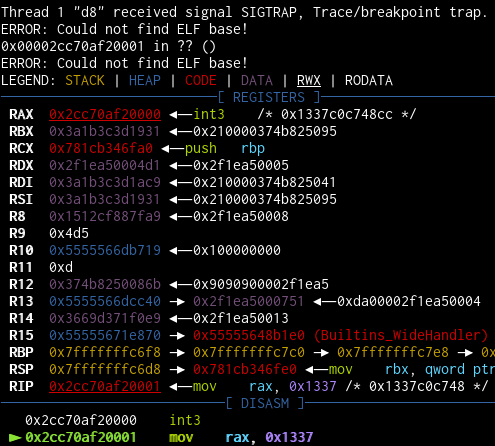 Thread 1 "d8" received signal SIGTRAP, Trace/breakpoint trap.
ERROR: Could not find ELF base!
0x00002cc70af20001 in ?? ()
ERROR: Could not find ELF base!
LEGEND: STACK | HEAP | CODE | DATA | RWX | RODATA
[ REGISTERS ]
RAX 0x2cc70af20000 ◄── int3 /* 0x1337c0c748cc */
RBX 0x3a1b3c3d1931 ◄── 0x210000374b825095
RCX 0x781cb346fa0 ◄── push rbp
RDX 0x2f1ea50004d1 ◄── 0x2f1ea50005
RDI 0x3a1b3c3d1ac9 ◄── 0x210000374b825041
RSI 0x3a1b3c3d1931 ◄── 0x210000374b825095
R8 0x1512cf887fa9 ◄── 0x2f1ea50008
R9 0x4d5
R10 0x5555566db719 ◄── 0x100000000
R11 0xd
R12 0x374b8250086b ◄── 0x9090900002f1ea5
R13 0x5555566dcc40 —► 0x2f1ea5000751 ◄── 0xda00002f1ea50004
R14 0x3669d371f0e9 ◄── 0x2f1ea50013
R15 0x55555671e870 —► 0x55555648b1e0 (Builtins_WideHandler)
RBP 0x7fffffffc6f8 —► 0x7fffffffc7c0 —► 0x7fffffffc7e8 —► 0x
RSP 0x7fffffffc6d8 —► 0x781cb346fe0 ◄── mov rbx, qword ptr
RIP 0x2cc70af20001 ◄── mov rax, 0x1337 /* 0x1337c0c748 */
[ DISASM ]
0x2cc70af20000 int3
► 0x2cc70af20001 mov rax, 0x1337